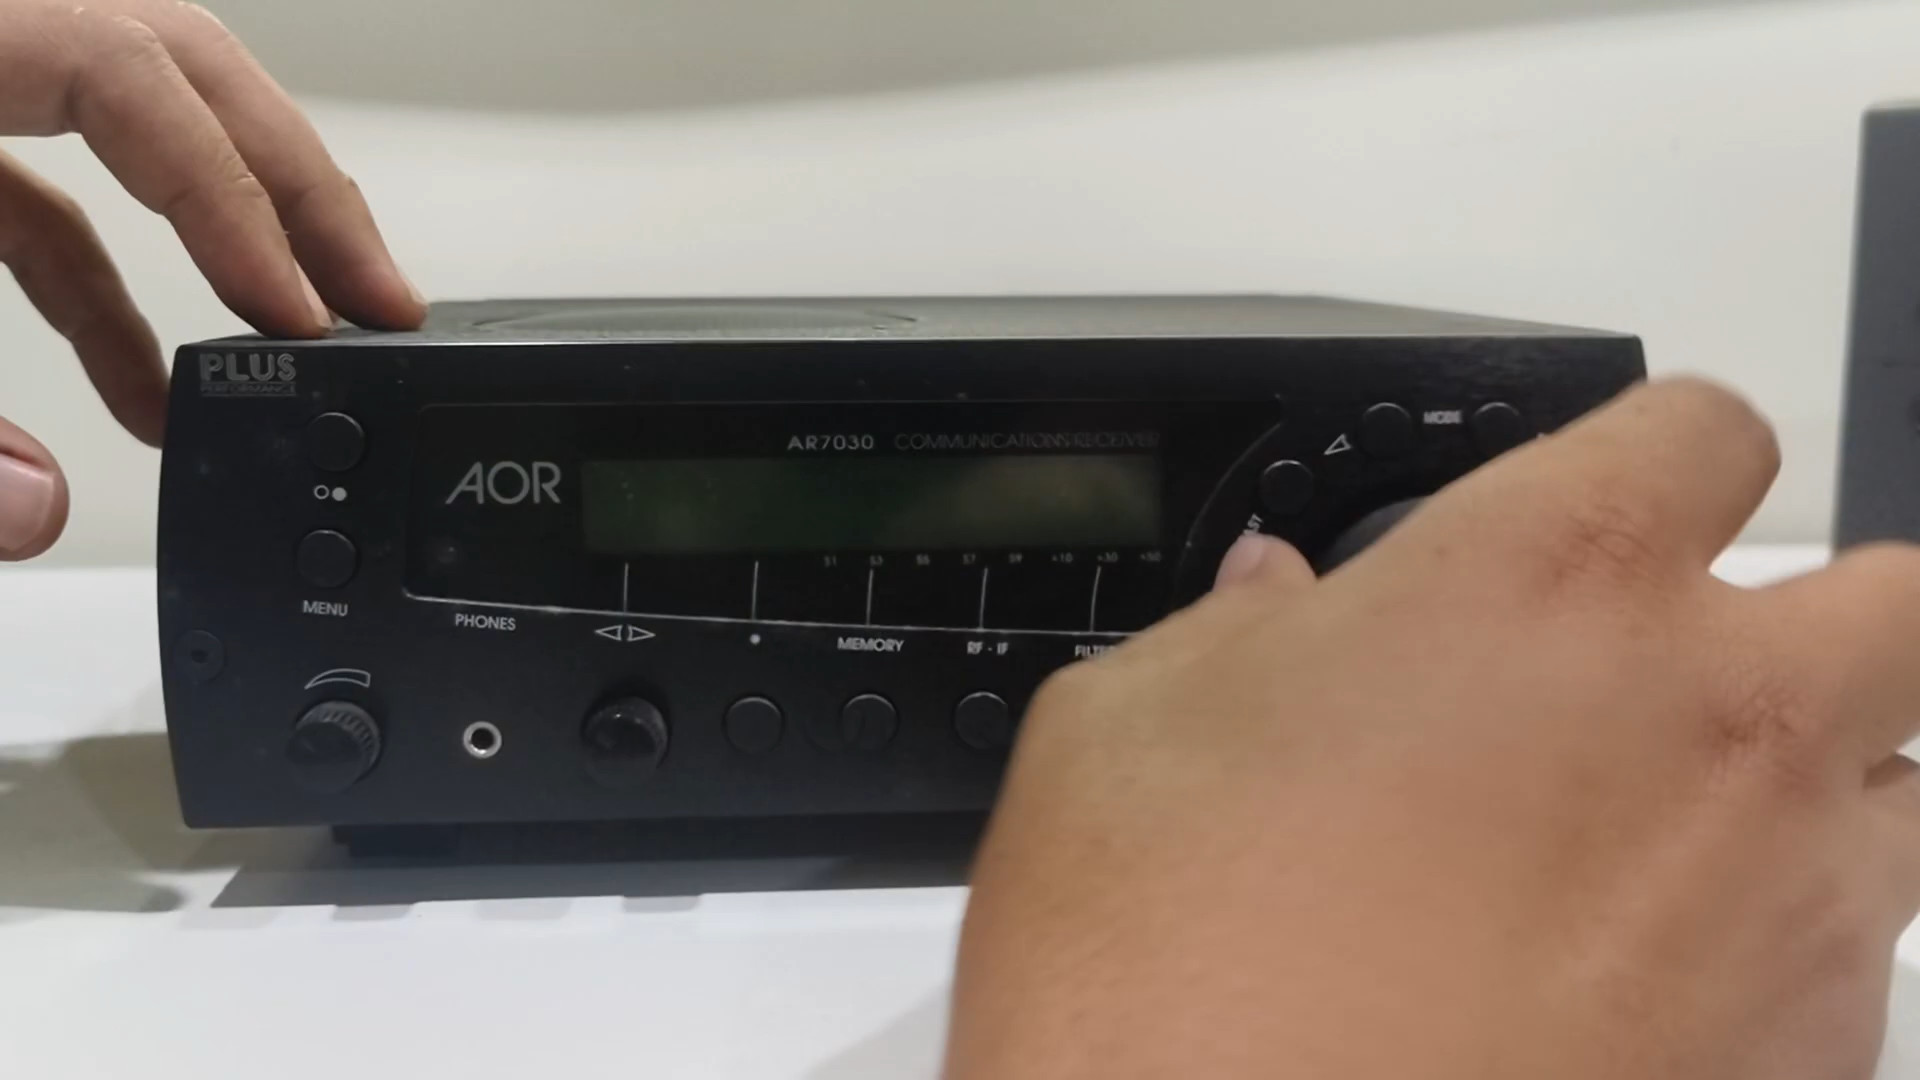 PLUS
PERFORMANCE
AR7030 COMMUNICATIONS RECEIVER
AOR
MODE
S1 S3 S5 S7 S9 +10 +30 +50
MENU
PHONES
MEMORY
RF - IF